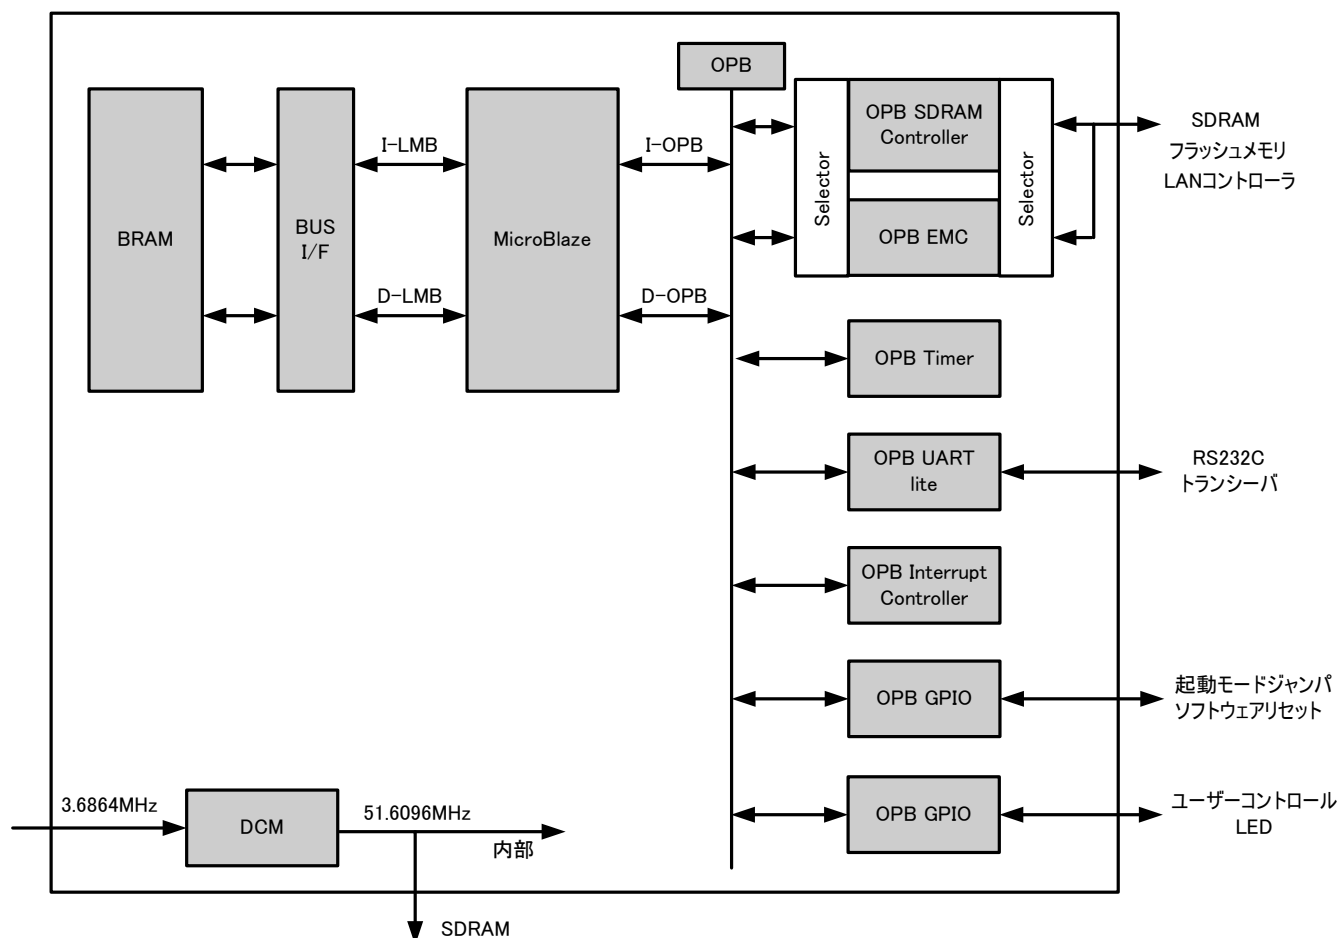 OPB
BRAM
BUS
I/F
I-LMB
D-LMB
MicroBlaze
I-OPB
D-OPB
Selector
OPB SDRAM
Controller
OPB EMC
Selector
SDRAM
フラッシュメモリ
LANコントローラ
OPB Timer
OPB UART
lite
RS232C
トランシーバ
OPB Interrupt
Controller
OPB GPIO
起動モードジャンパ
ソフトウェアリセット
OPB GPIO
ユーザーコントロール
LED
3.6864MHz
DCM
51.6096MHz
内部
SDRAM